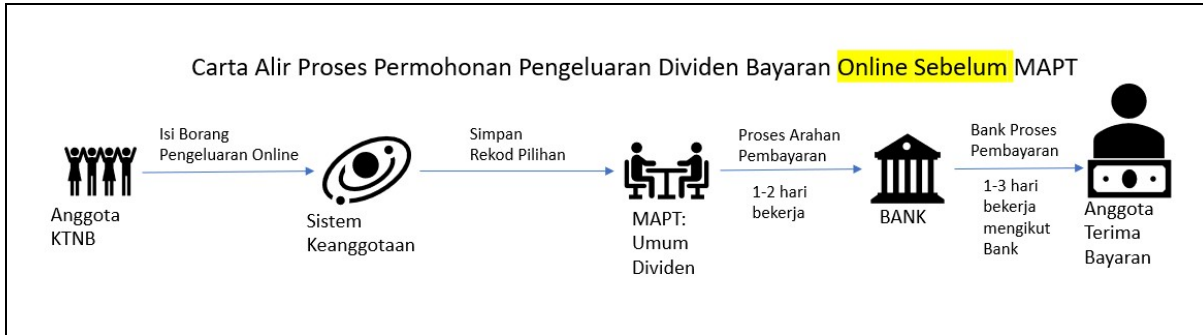 Carta Alir Proses Permohonan Pengeluaran Dividen Bayaran Online Sebelum MAPT
Isi Borang
Pengeluaran Online
Simpan
Rekod Pilihan
Proses Arahan
Pembayaran
1-2 hari
bekerja
Bank Proses
Pembayaran
1-3 hari
bekerja
mengikut
Bank
Anggota
KTNB
Sistem
Keanggotaan
MAPT:
Umum
Dividen
BANK
Anggota
Terima
Bayaran